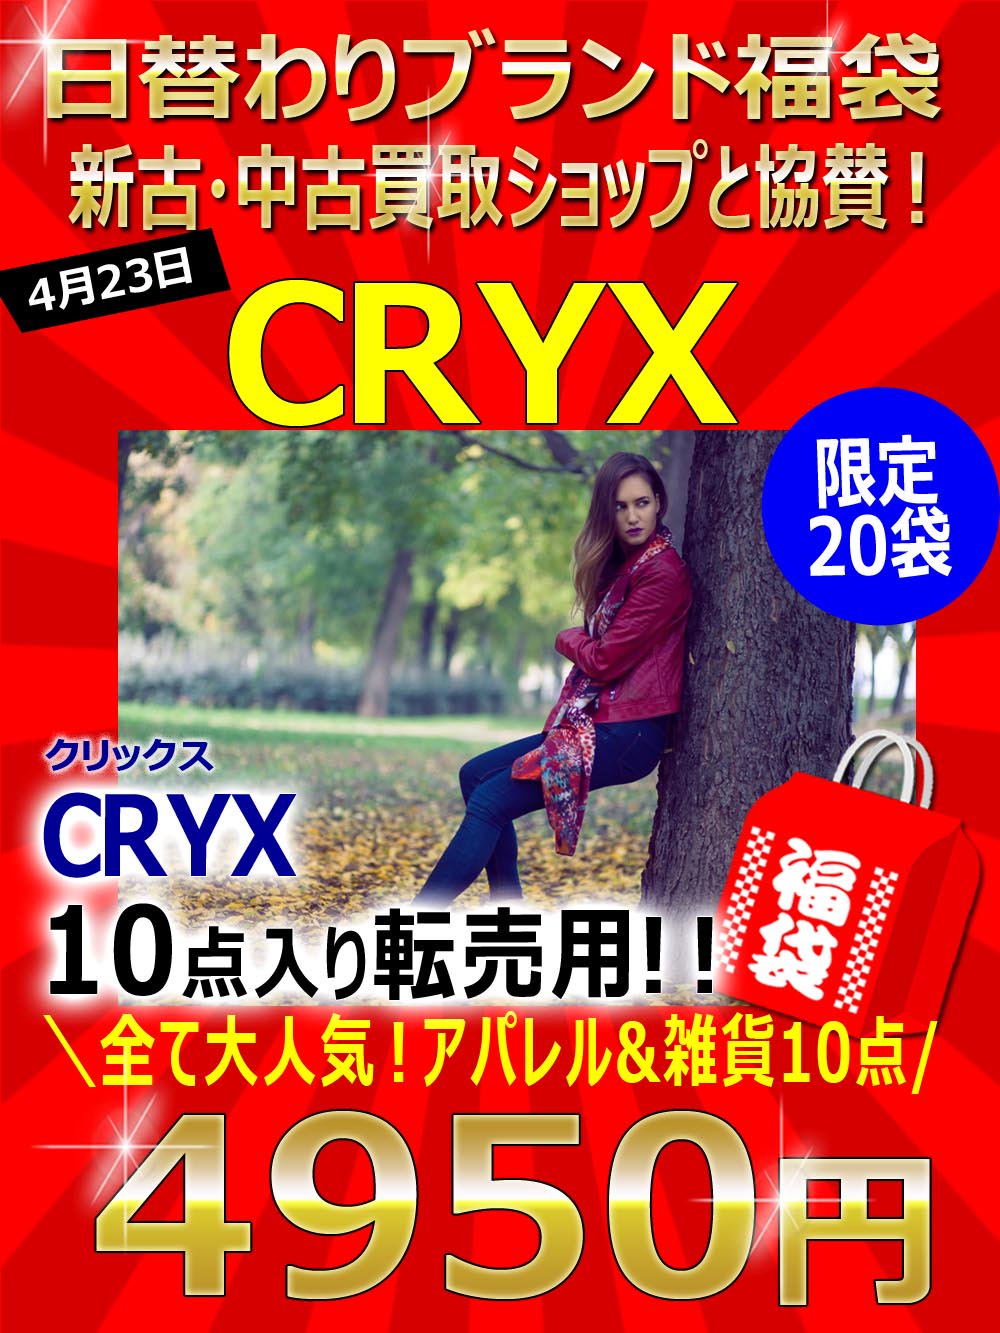 日替わりブランド福袋
新古・中古買取ショップと協賛！
4月23日
CRYX
限定
20袋
クリックス
CRYX
10点入り転売用！！
福袋
＼全て大人気！アパレル&雑貨10点/
4950円